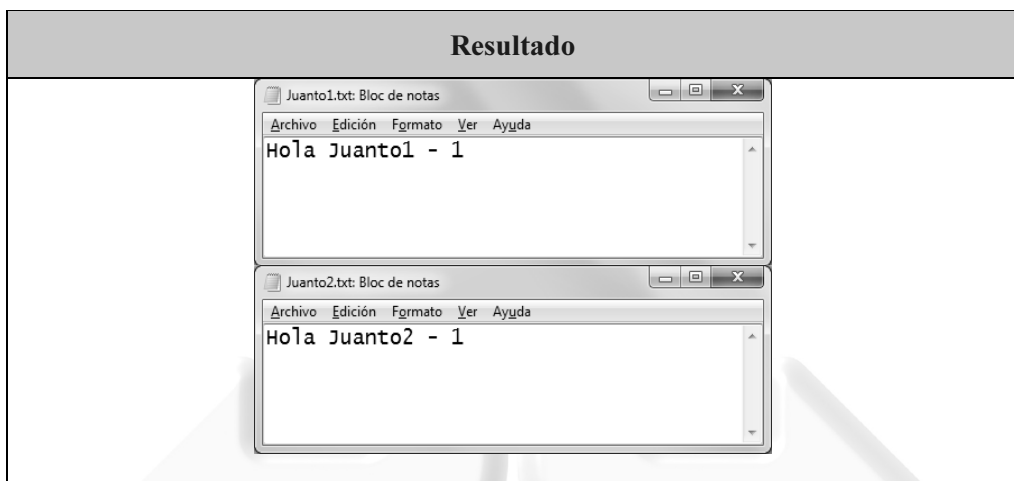 Resultado
Juanto1.txt: Bloc de notas
Archivo Edición Formato Ver Ayuda
Hola Juanto1 - 1
Juanto2.txt: Bloc de notas
Archivo Edición Formato Ver Ayuda
Hola Juanto2 - 1